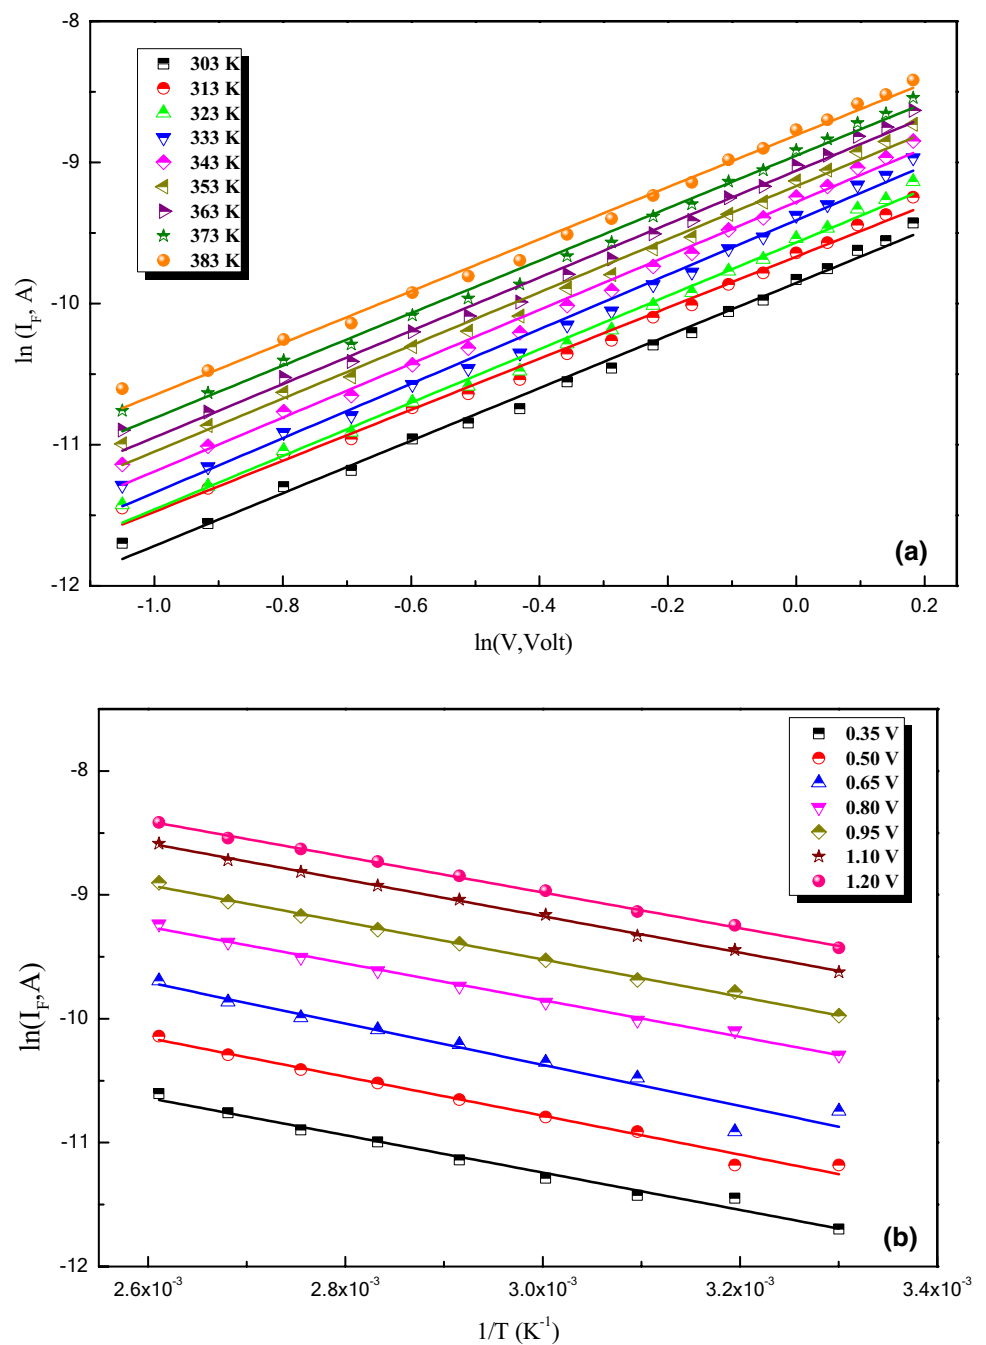 -8
303 K
313 K
323 K
333 K
343 K
353 K
363 K
373 K
383 K
-9
ln (I_F, A)
-10
-11
(a)
-12
-1.0 -0.8 -0.6 -0.4 -0.2 0.0 0.2
ln(V,Volt)
0.35 V
0.50 V
0.65 V
0.80 V
0.95 V
1.10 V
1.20 V
-8
-9
ln(I_F,A)
-10
-11
(b)
-12
2.6x10⁻³ 2.8x10⁻³ 3.0x10⁻³ 3.2x10⁻³ 3.4x10⁻³
1/T (K⁻¹)